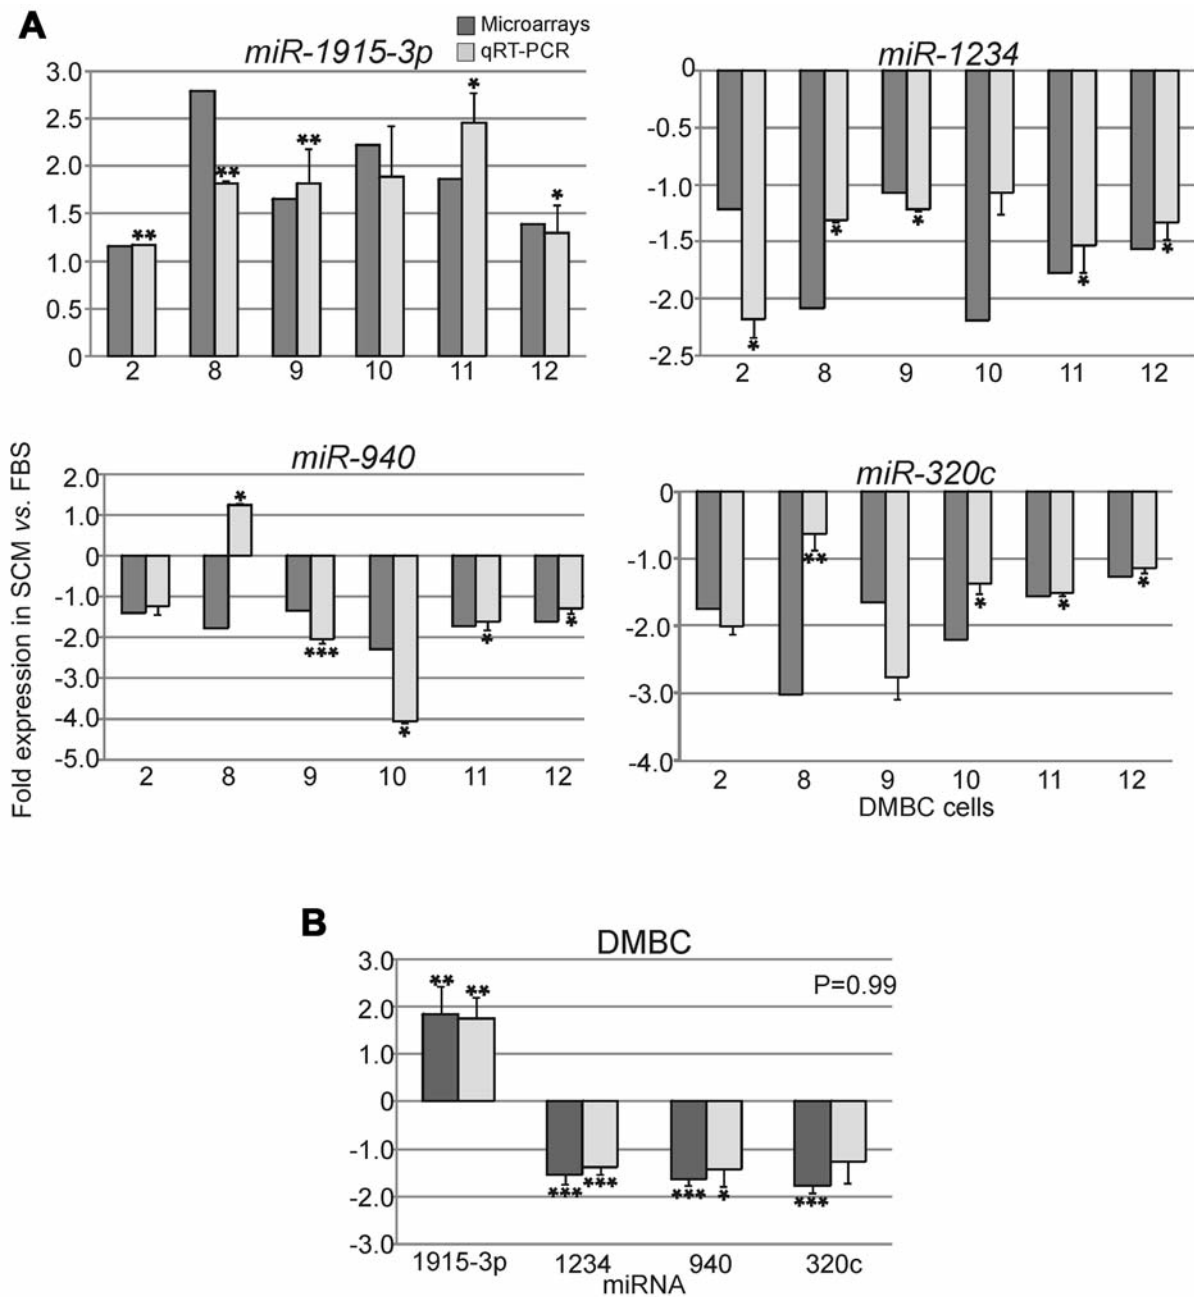 A
Microarrays
qRT-PCR
miR-1915-3p
3.0
2.5
2.0
1.5
1.0
0.5
0
** ** ** * *
2 8 9 10 11 12
miR-1234
0
-0.5
-1.0
-1.5
-2.0
-2.5
* * * * *
2 8 9 10 11 12
Fold expression in SCM vs. FBS
miR-940
2.0
1.0
0
-1.0
-2.0
-3.0
-4.0
-5.0
* *** * * *
2 8 9 10 11 12
miR-320c
0
-1.0
-2.0
-3.0
-4.0
** * * *
2 8 9 10 11 12
DMBC cells
B
DMBC
P=0.99
3.0
2.0
1.0
0
-1.0
-2.0
-3.0
** **
*** *** *** * ***
1915-3p 1234 940 320c
miRNA